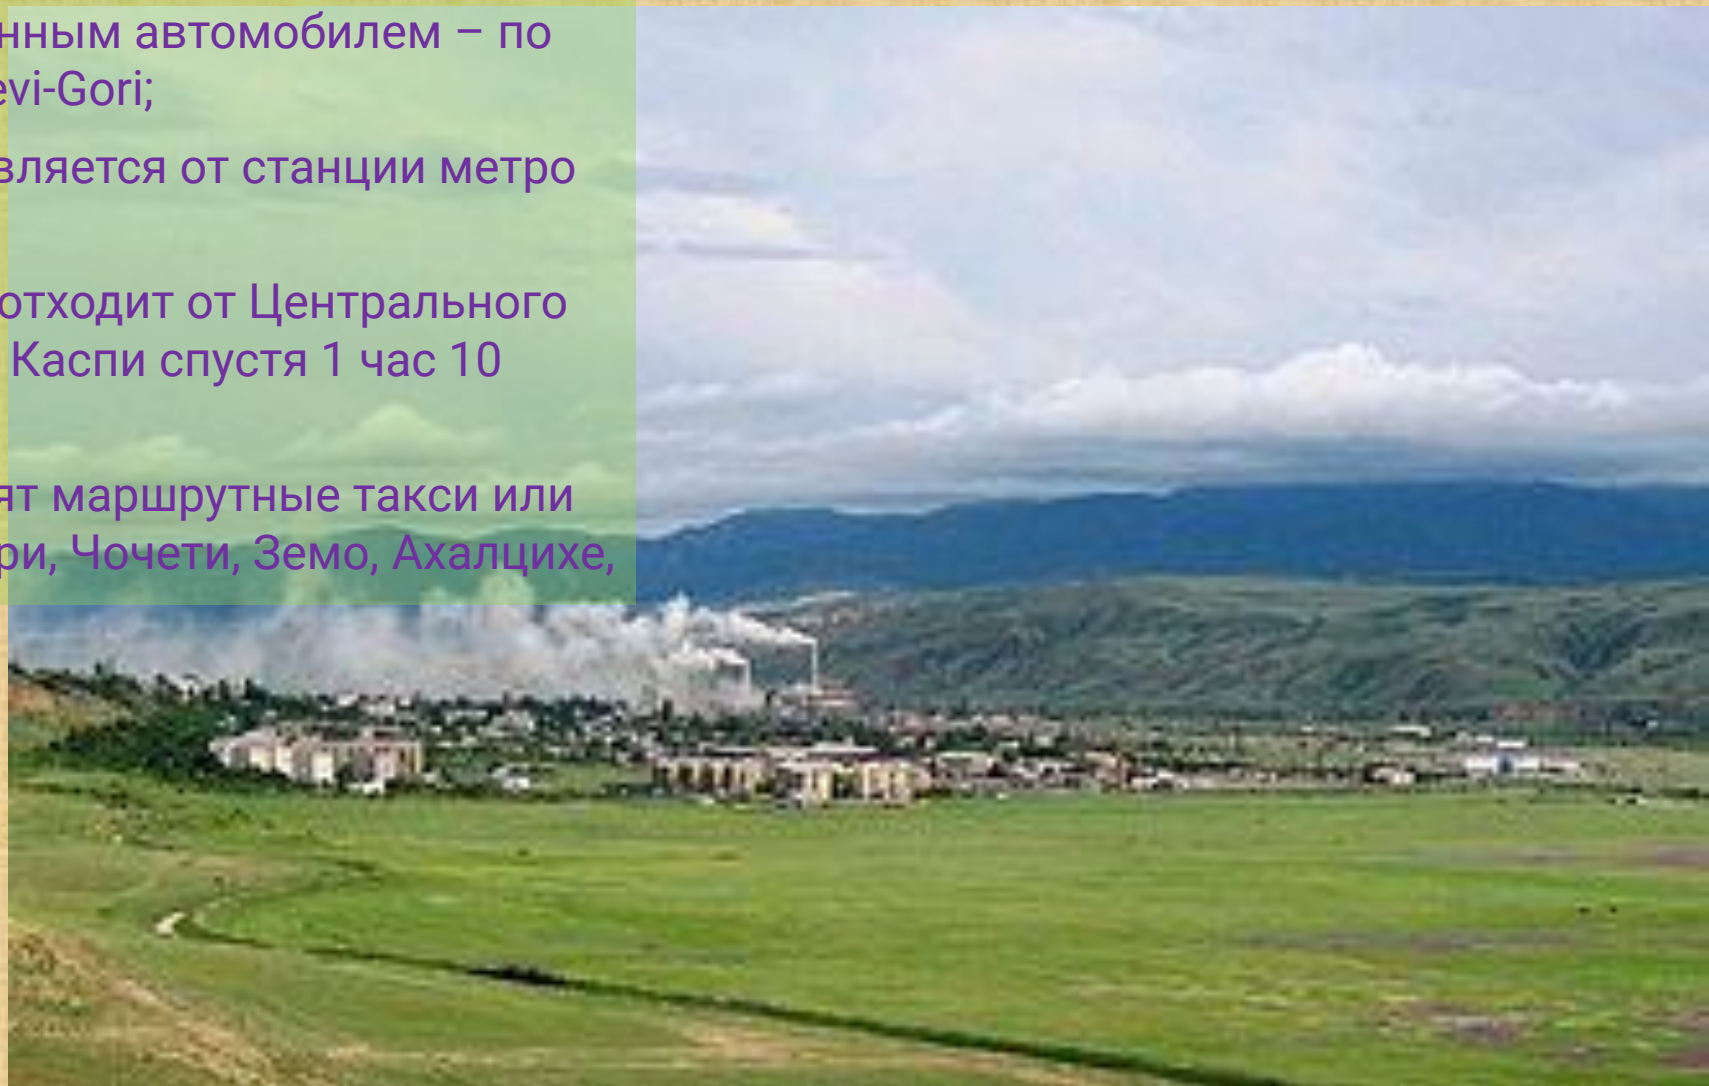 нным автомобилем – по
evi-Gori;
вляется от станции метро
отходит от Центрального
Каспи спустя 1 час 10
ят маршрутные такси или
ри, Чочети, Земо, Ахалцихе,